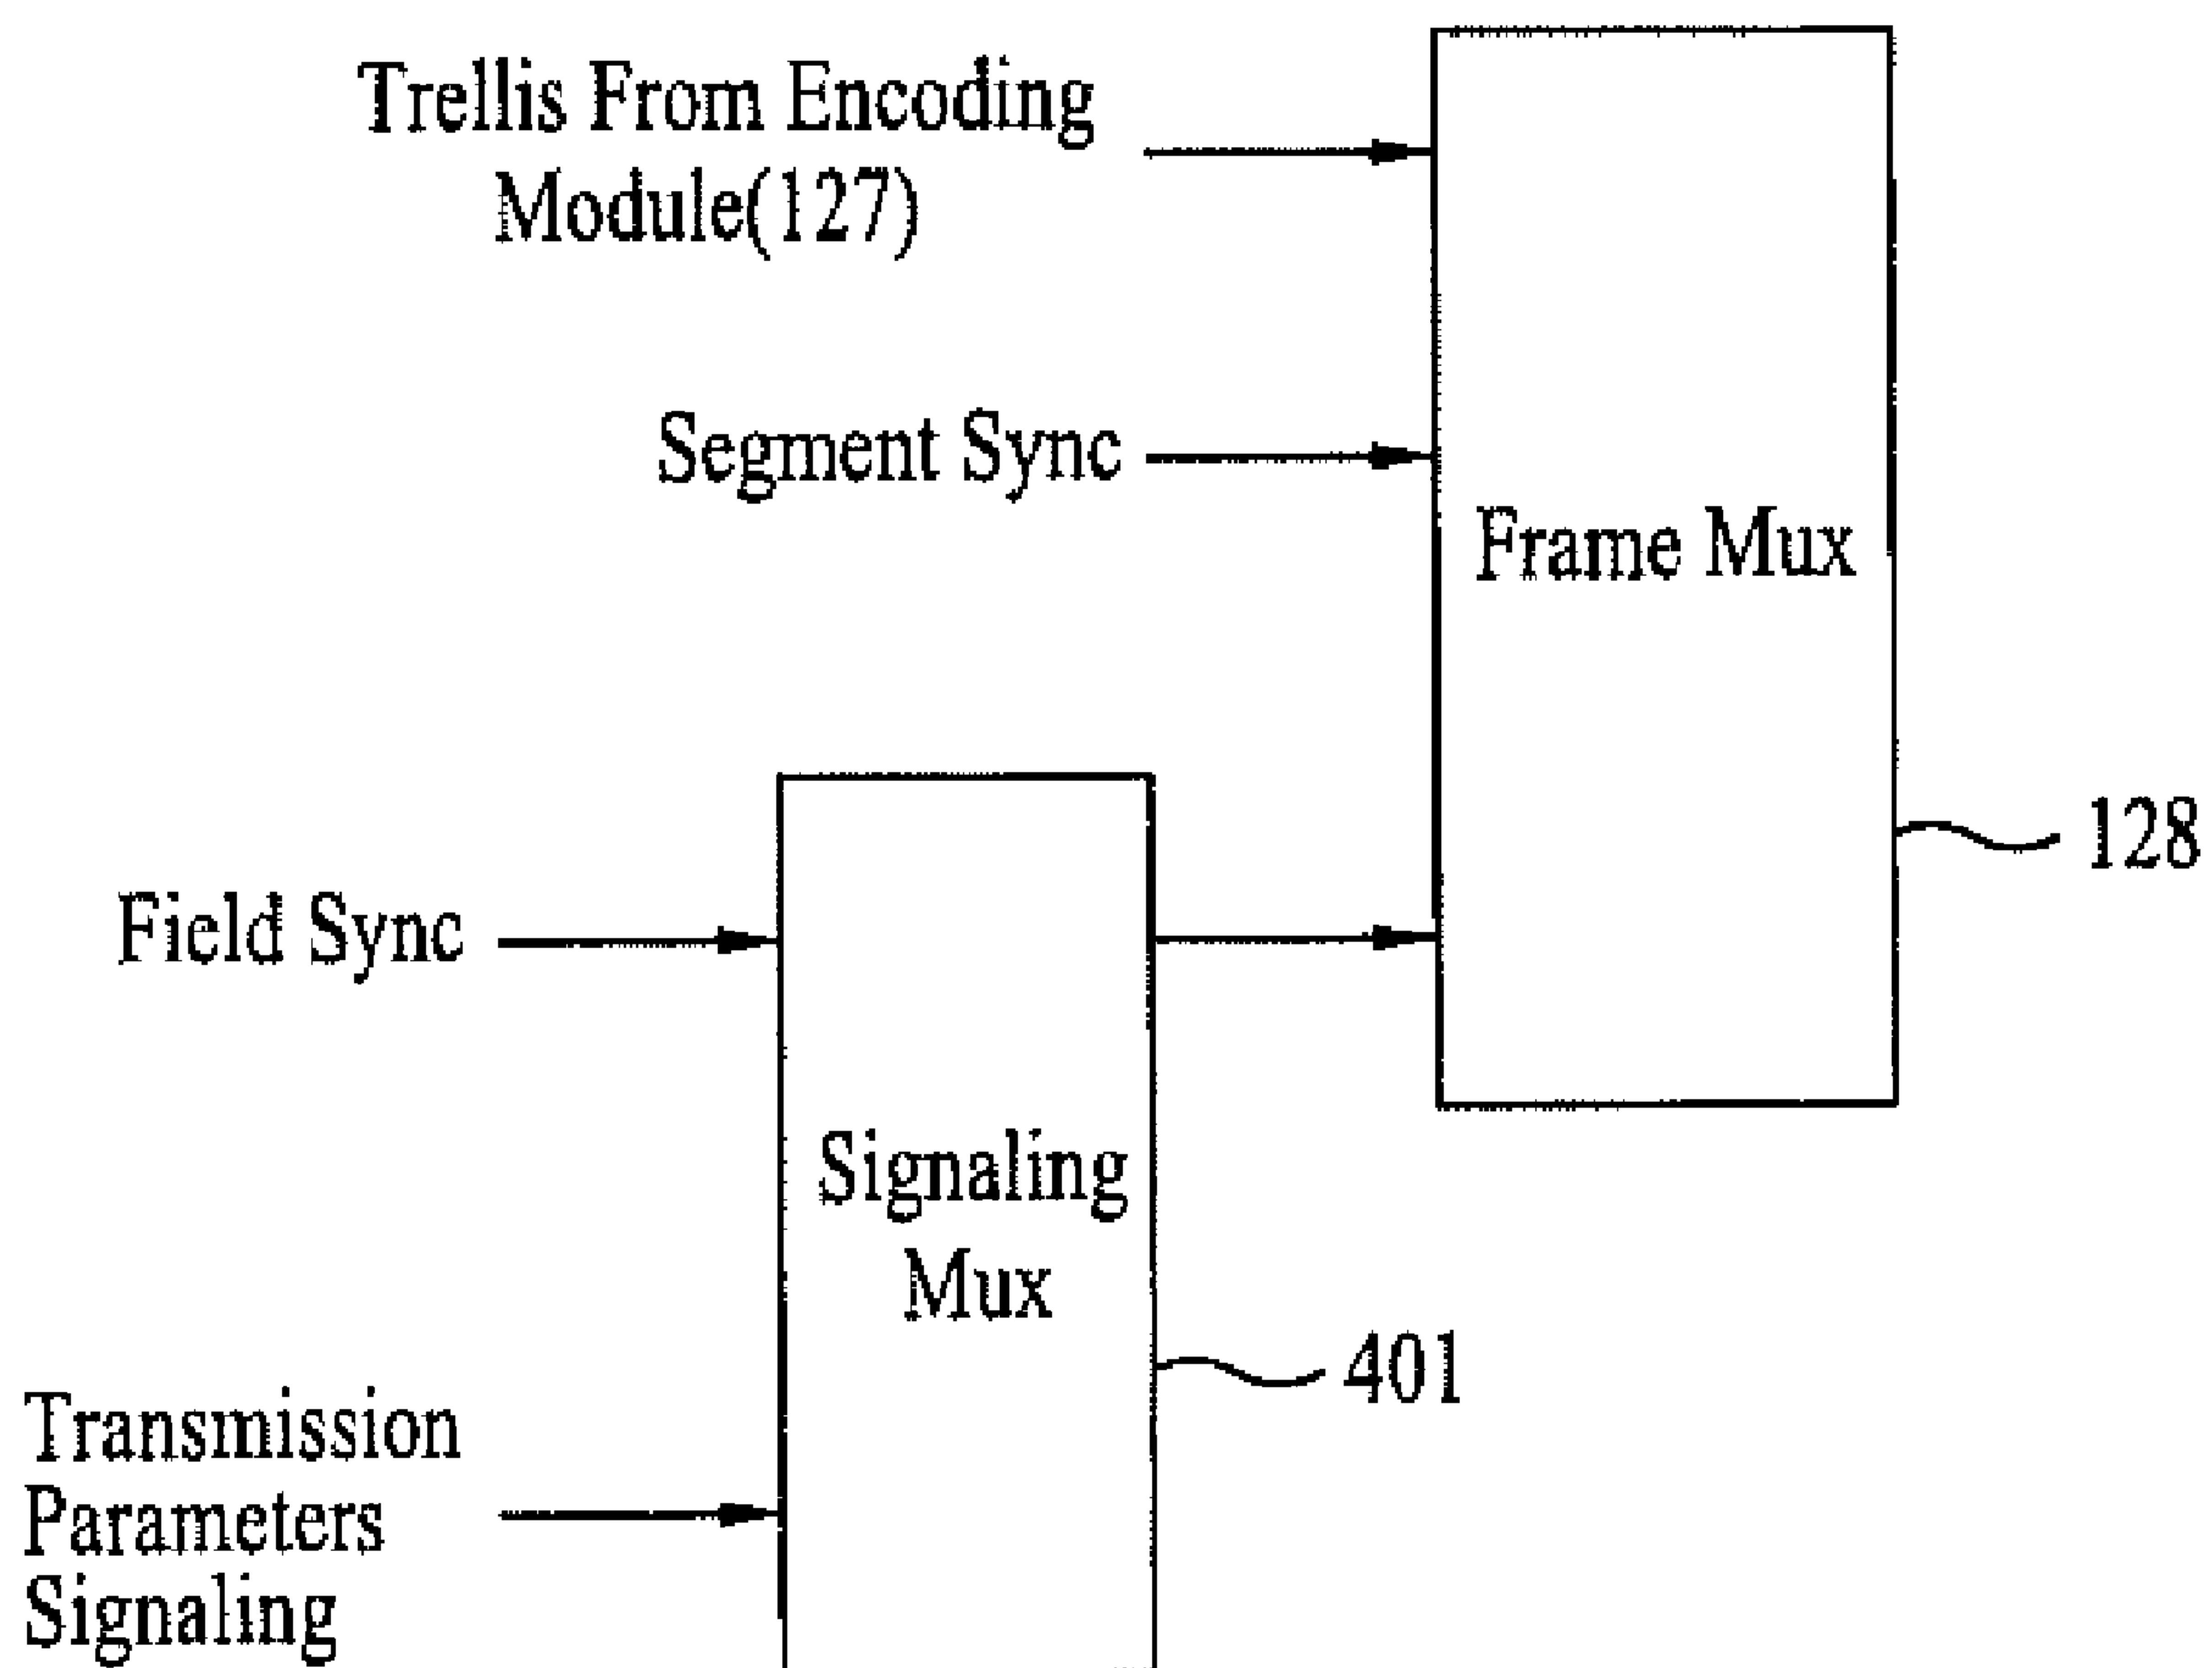 Trellis From Encoding
Module(127)
Segment Sync
Frame Mux
128
Field Sync
Signaling
Mux
401
Transmission
Parameters
Signaling